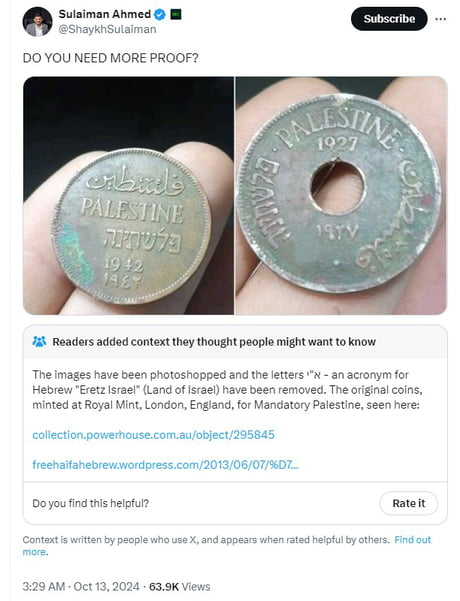 Sulaiman Ahmed
@ShaykhSulaiman
Subscribe
DO YOU NEED MORE PROOF?
فلسطين
PALESTINE
פלשתינה
1942
١٩٤٢
PALESTINE
1927
פלשתינה
١٩٢٧
فلسطين
Readers added context they thought people might want to know
The images have been photoshopped and the letters א"י - an acronym for
Hebrew "Eretz Israel" (Land of Israel) have been removed. The original coins,
minted at Royal Mint, London, England, for Mandatory Palestine, seen here:
collection.powerhouse.com.au/object/295845
freehaifahebrew.wordpress.com/2013/06/07/%D7...
Do you find this helpful?
Rate it
Context is written by people who use X, and appears when rated helpful by others. Find out
more.
3:29 AM · Oct 13, 2024 · 63.9K Views